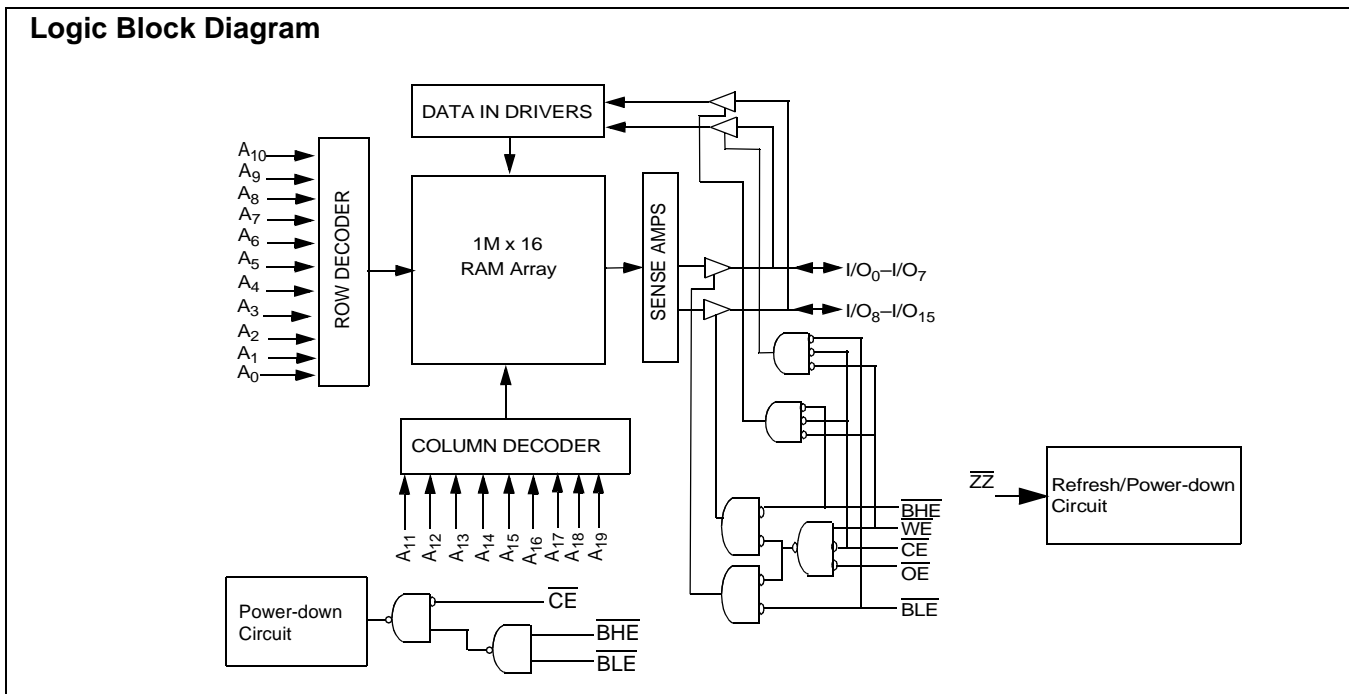 Logic Block Diagram
DATA IN DRIVERS
A10
A9
A8
A7
A6
A5
A4
A3
A2
A1
A0
ROW DECODER
1M x 16
RAM Array
SENSE AMPS
I/O0–I/O7
I/O8–I/O15
COLUMN DECODER
A11
A12
A13
A14
A15
A16
A17
A18
A19
BHE
WE
CE
OE
BLE
ZZ
Refresh/Power-down
Circuit
Power-down
Circuit
CE
BHE
BLE